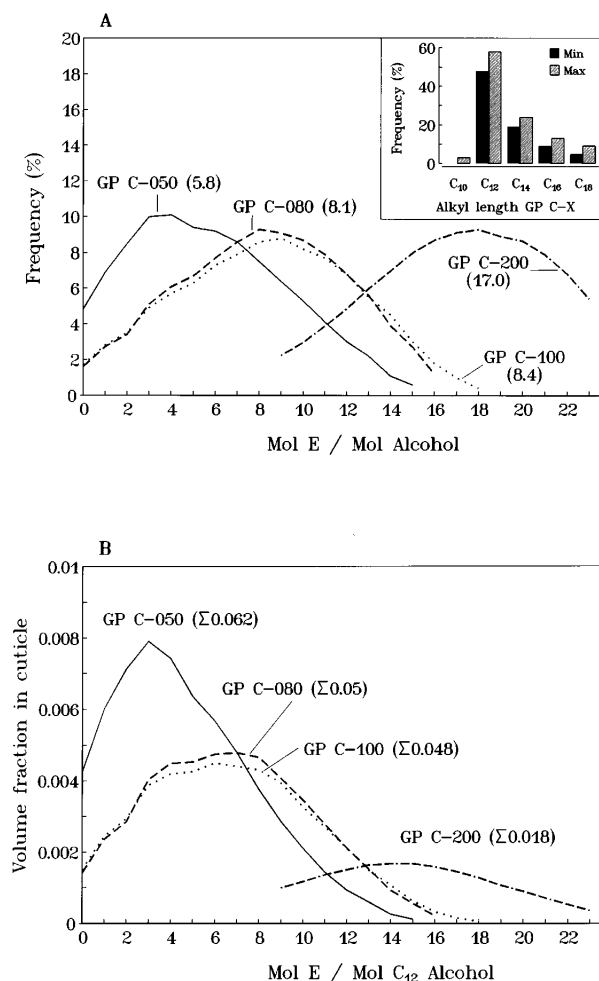 A
Frequency (%)
20
18
16
14
12
10
8
6
4
2
0
GP C-050 (5.8)
GP C-080 (8.1)
GP C-200
(17.0)
GP C-100
(8.4)
Frequency (%)
60
40
20
0
Min
Max
C10 C12 C14 C16 C18
Alkyl length GP C-X
0 2 4 6 8 10 12 14 16 18 20 22
Mol E / Mol Alcohol
B
Volume fraction in cuticle
0.01
0.008
0.006
0.004
0.002
0
GP C-050 (Σ0.062)
GP C-080 (Σ0.05)
GP C-100 (Σ0.048)
GP C-200 (Σ0.018)
0 2 4 6 8 10 12 14 16 18 20 22
Mol E / Mol C12 Alcohol